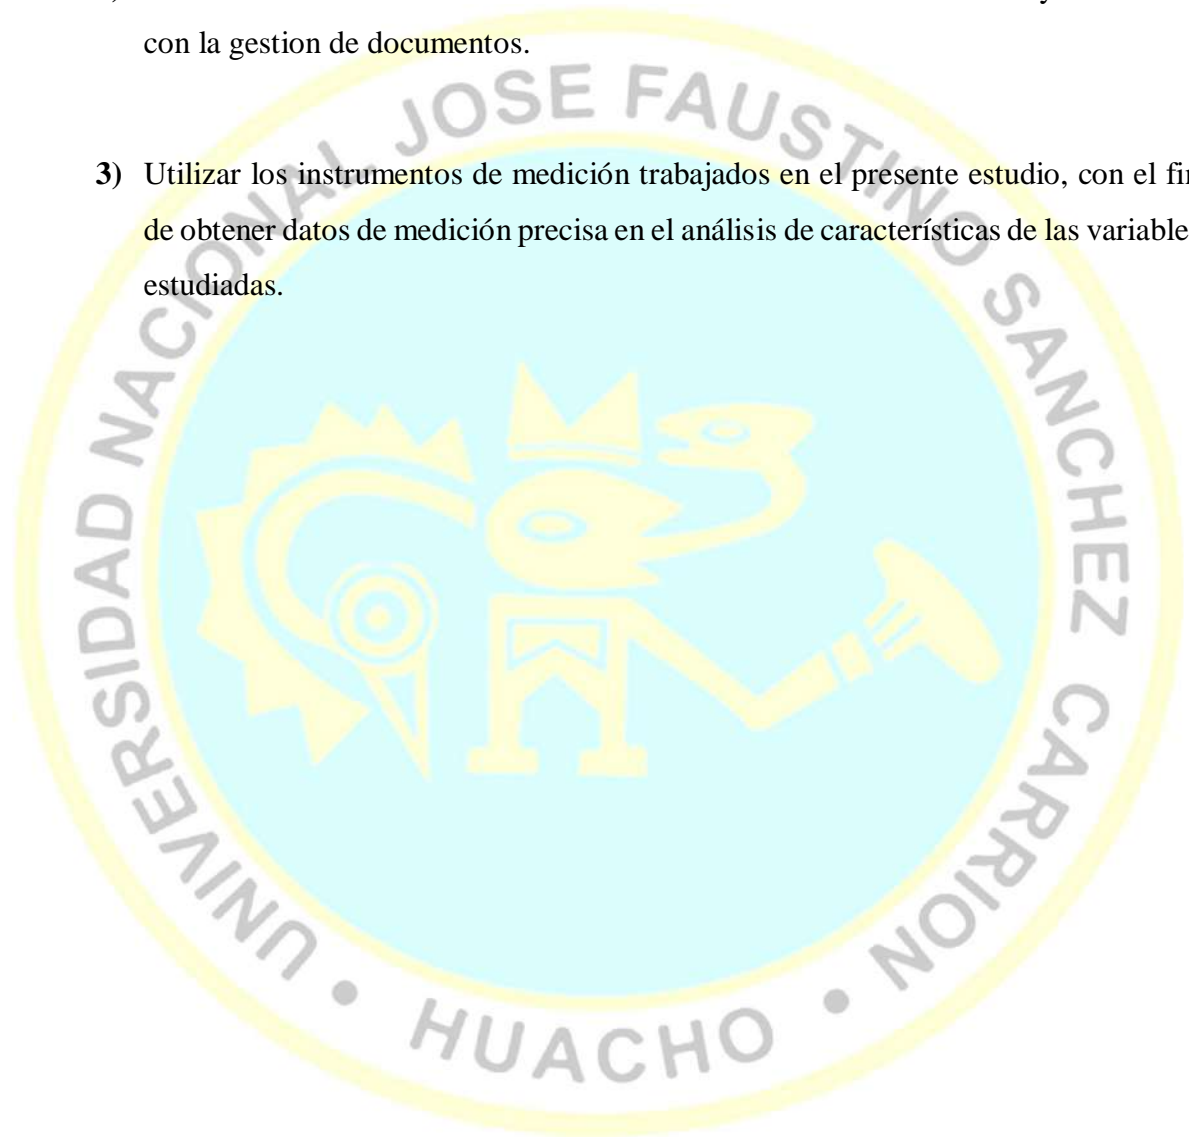 con la gestion de documentos.
3) Utilizar los instrumentos de medición trabajados en el presente estudio, con el fin
de obtener datos de medición precisa en el análisis de características de las variable
estudiadas.
UNIVERSIDAD NACIONAL JOSE FAUSTINO SANCHEZ CARRION • HUACHO •